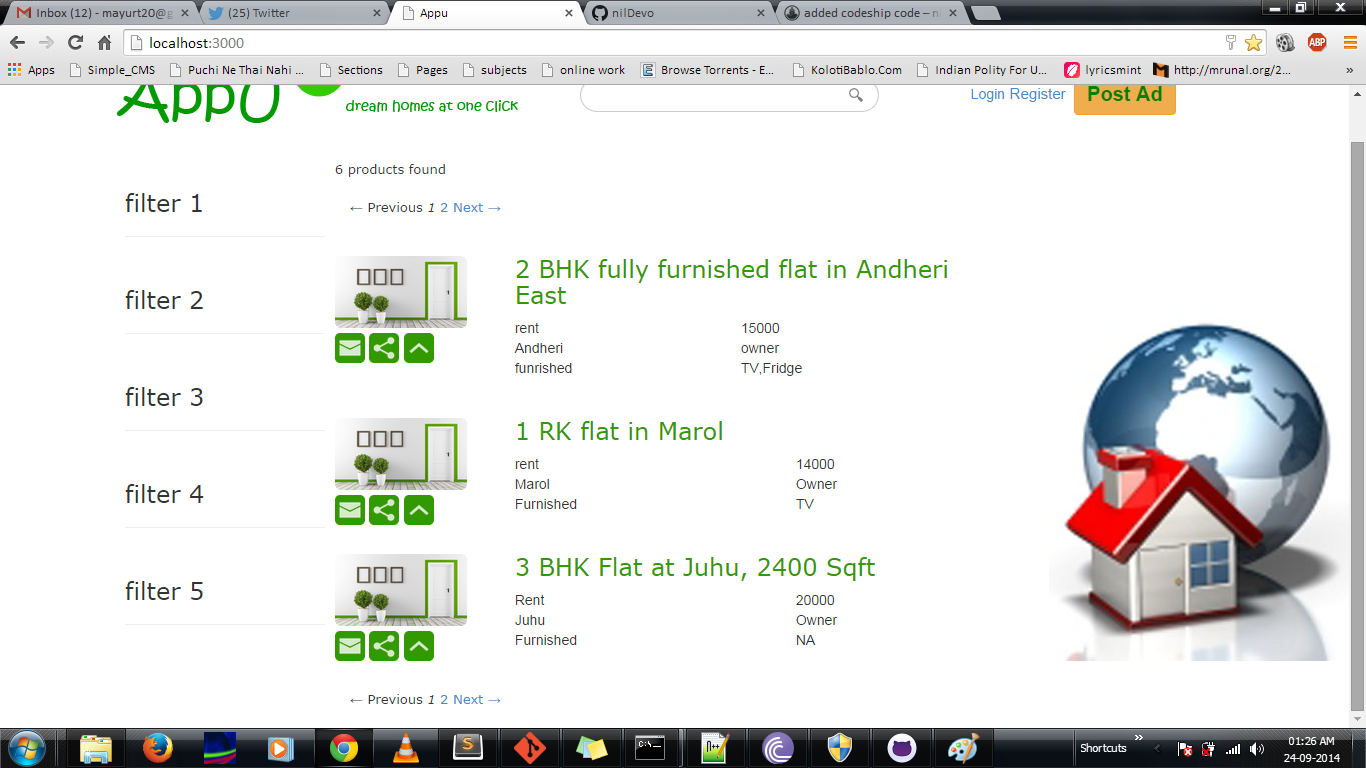 Inbox (12) - mayurt20@g
(25) Twitter
Appu
nilDevo
added codeship code – ni
localhost:3000
ABP
Apps
Simple_CMS
Puchi Ne Thai Nahi ...
Sections
Pages
subjects
online work
Browse Torrents - E...
KolotiBablo.Com
Indian Polity For U...
lyricsmint
http://mrunal.org/2...
»
AppU
dream homes at one Click
Login Register
Post Ad
6 products found
← Previous 1 2 Next →
filter 1
filter 2
filter 3
filter 4
filter 5
2 BHK fully furnished flat in Andheri
East
rent 15000
Andheri owner
funrished TV,Fridge
1 RK flat in Marol
rent 14000
Marol Owner
Furnished TV
3 BHK Flat at Juhu, 2400 Sqft
Rent 20000
Juhu Owner
Furnished NA
← Previous 1 2 Next →
Shortcuts
»
01:26 AM
24-09-2014